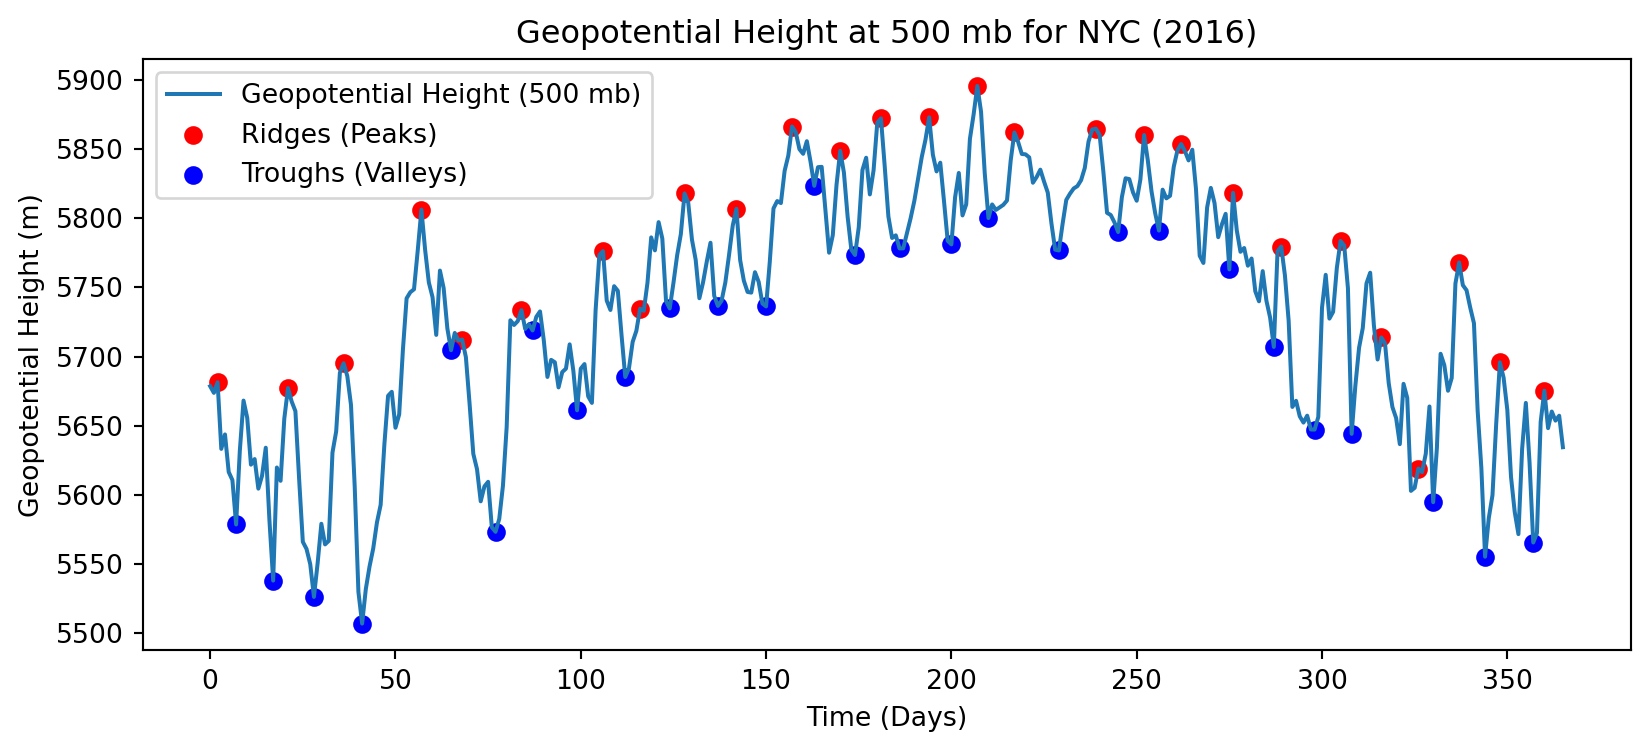 Geopotential Height at 500 mb for NYC (2016)
Geopotential Height (500 mb)
Ridges (Peaks)
Troughs (Valleys)
Geopotential Height (m)
5900
5850
5800
5750
5700
5650
5600
5550
5500
0 50 100 150 200 250 300 350
Time (Days)